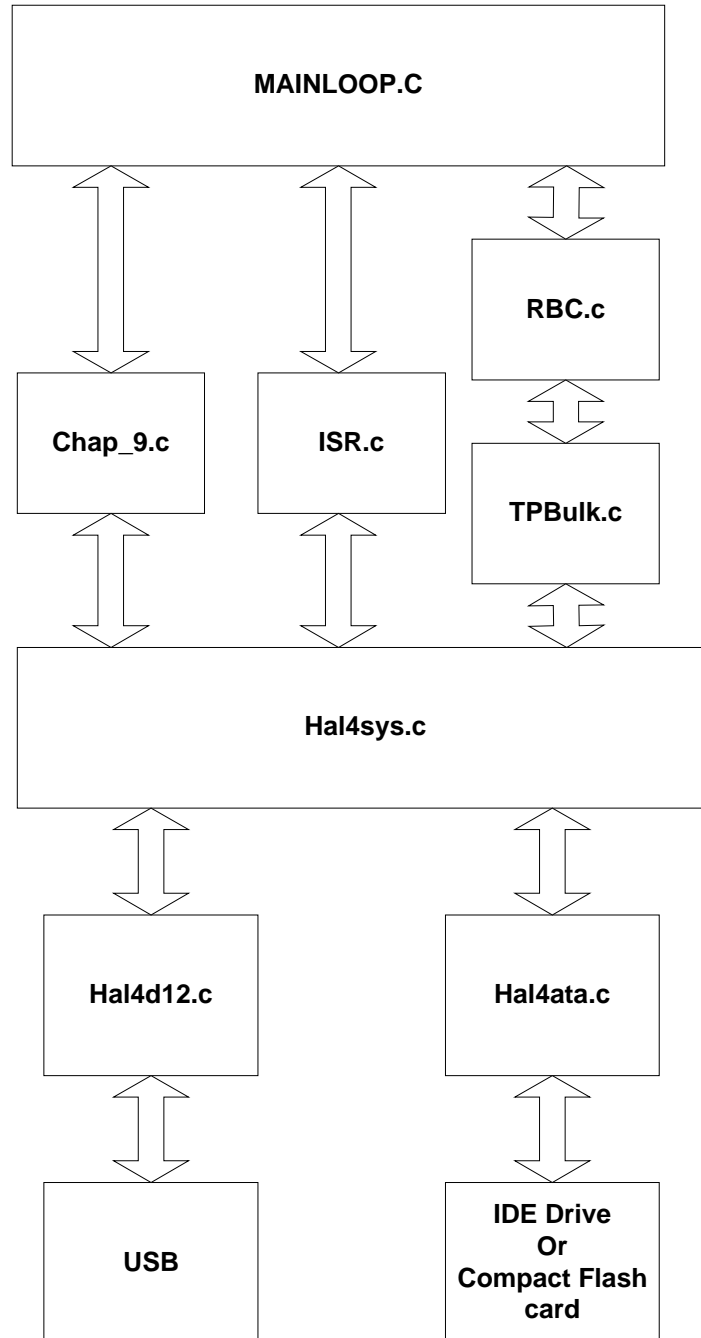 MAINLOOP.C
RBC.c
Chap_9.c
ISR.c
TPBulk.c
Hal4sys.c
Hal4d12.c
Hal4ata.c
USB
IDE Drive
Or
Compact Flash
card